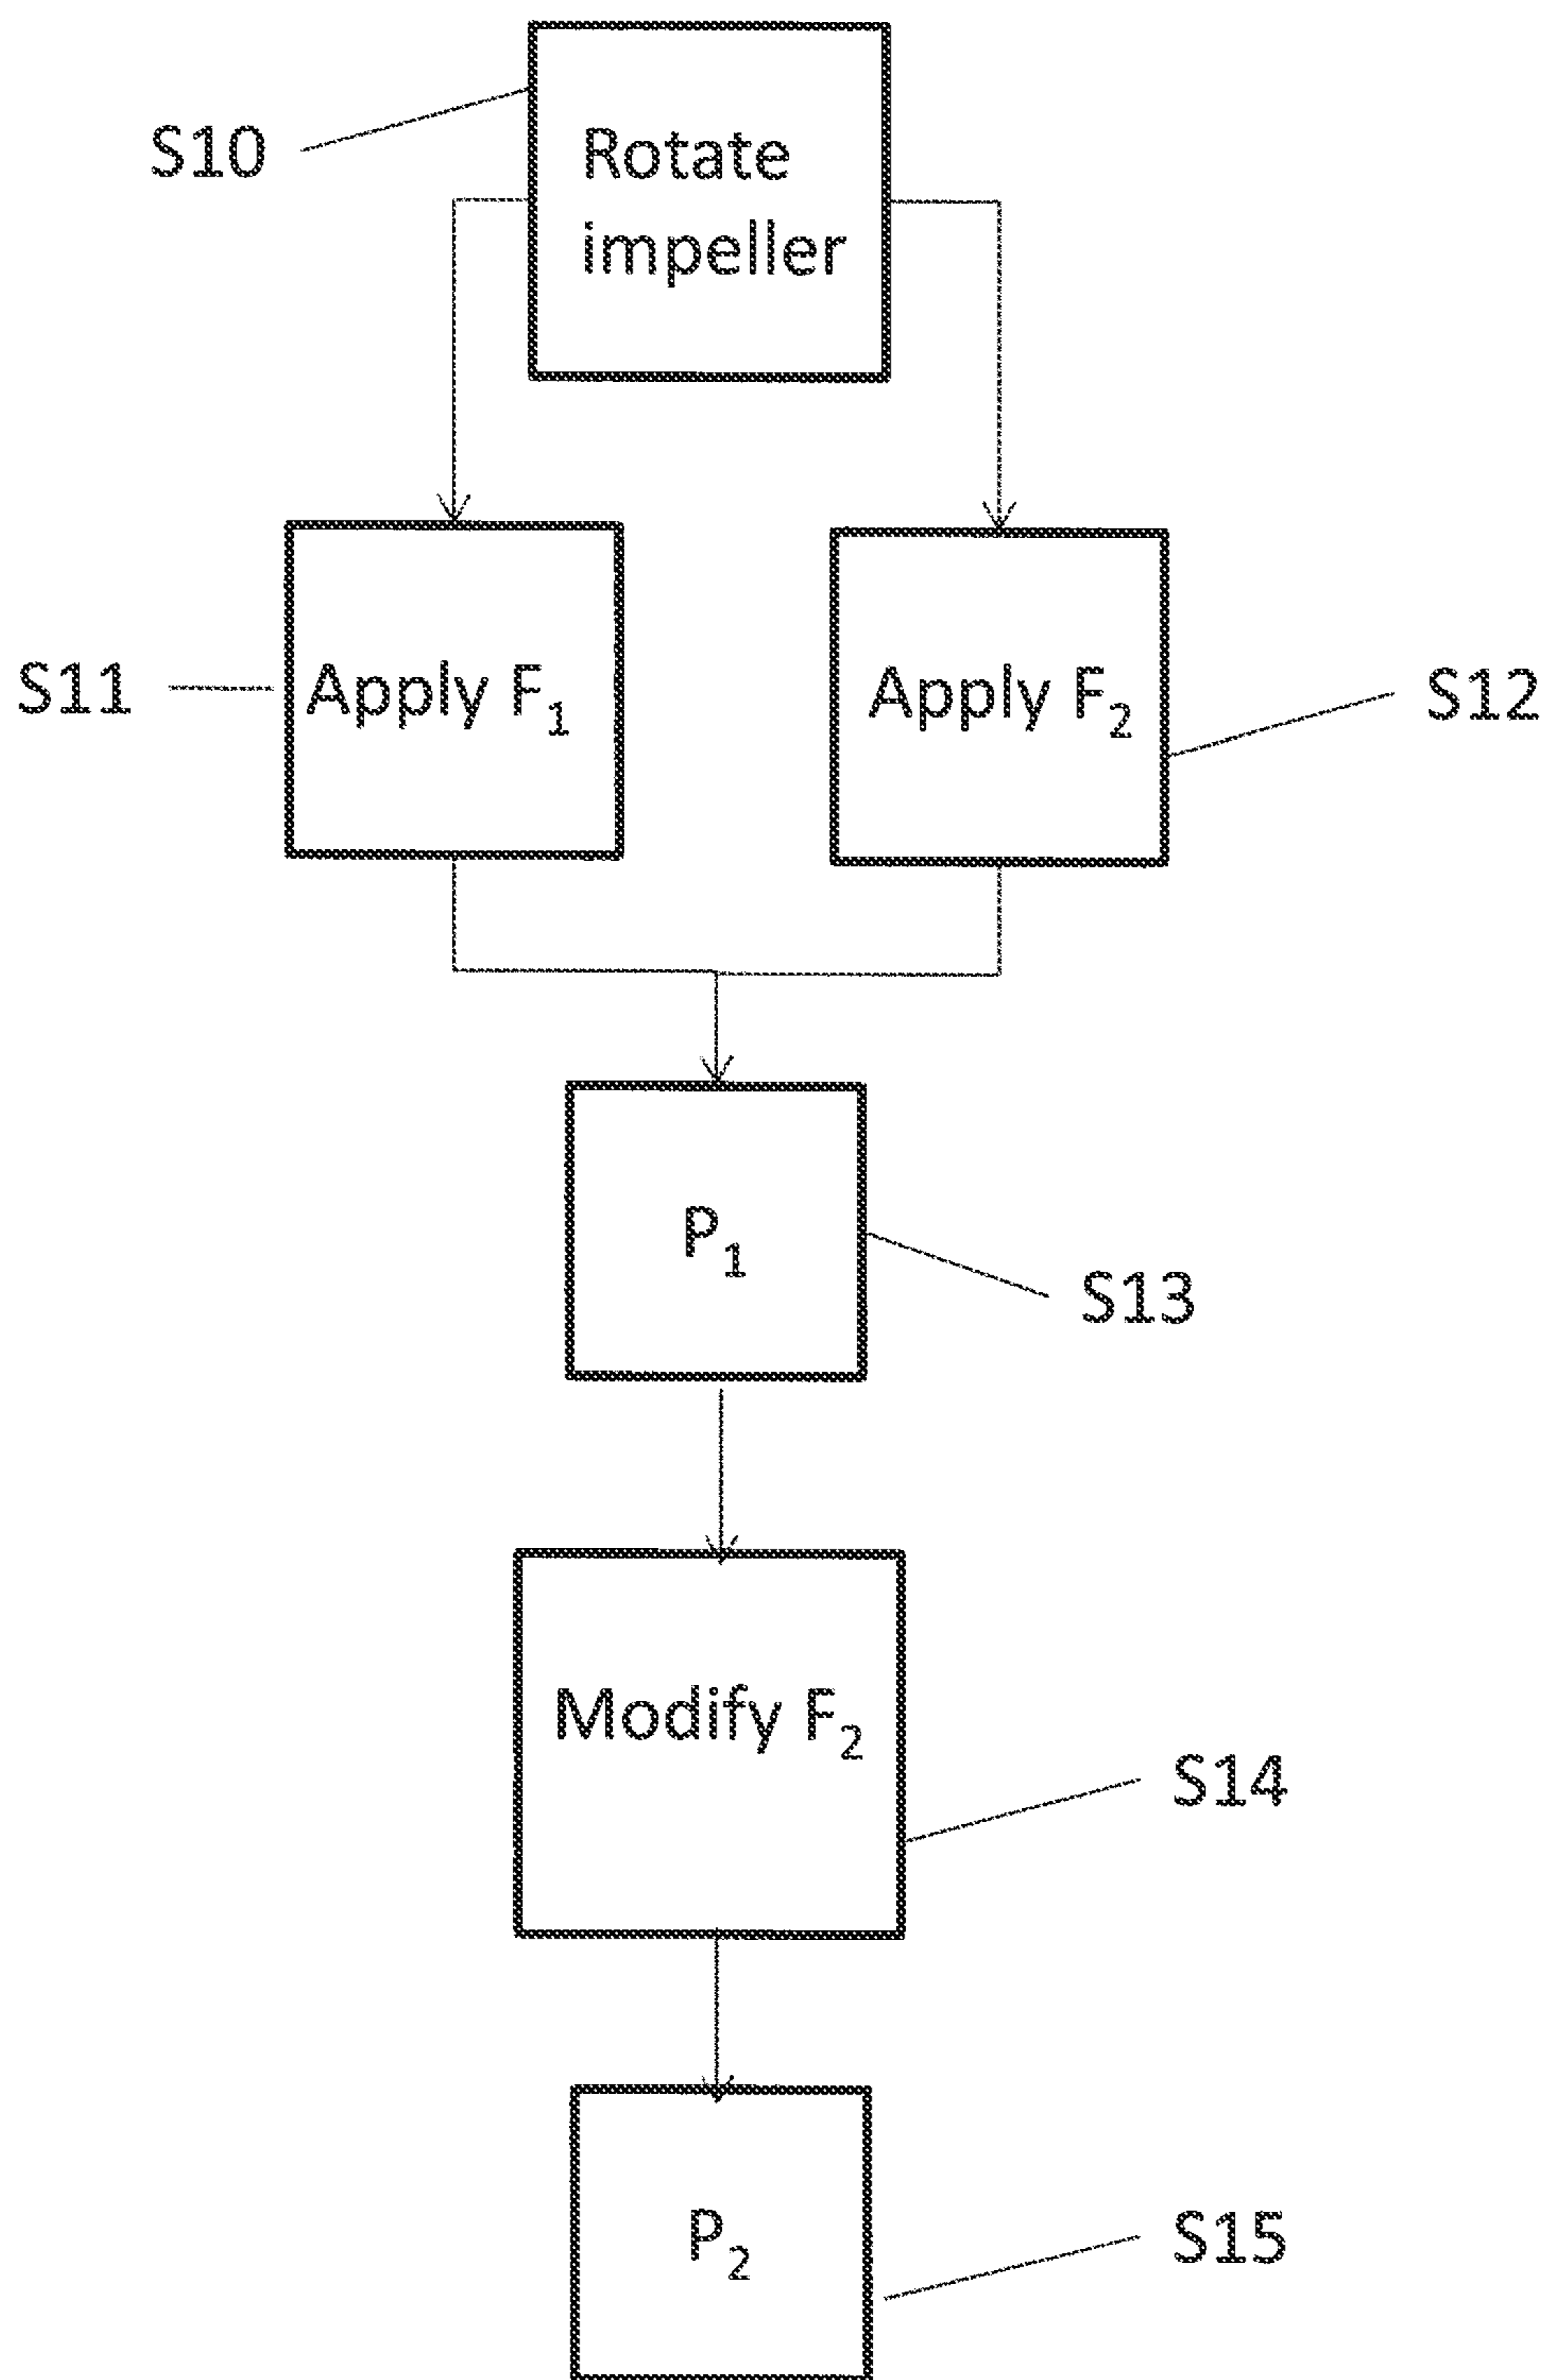 S10
Rotate
impeller
S11
Apply F₁
Apply F₂
S12
P₁
S13
Modify F₂
S14
P₂
S15